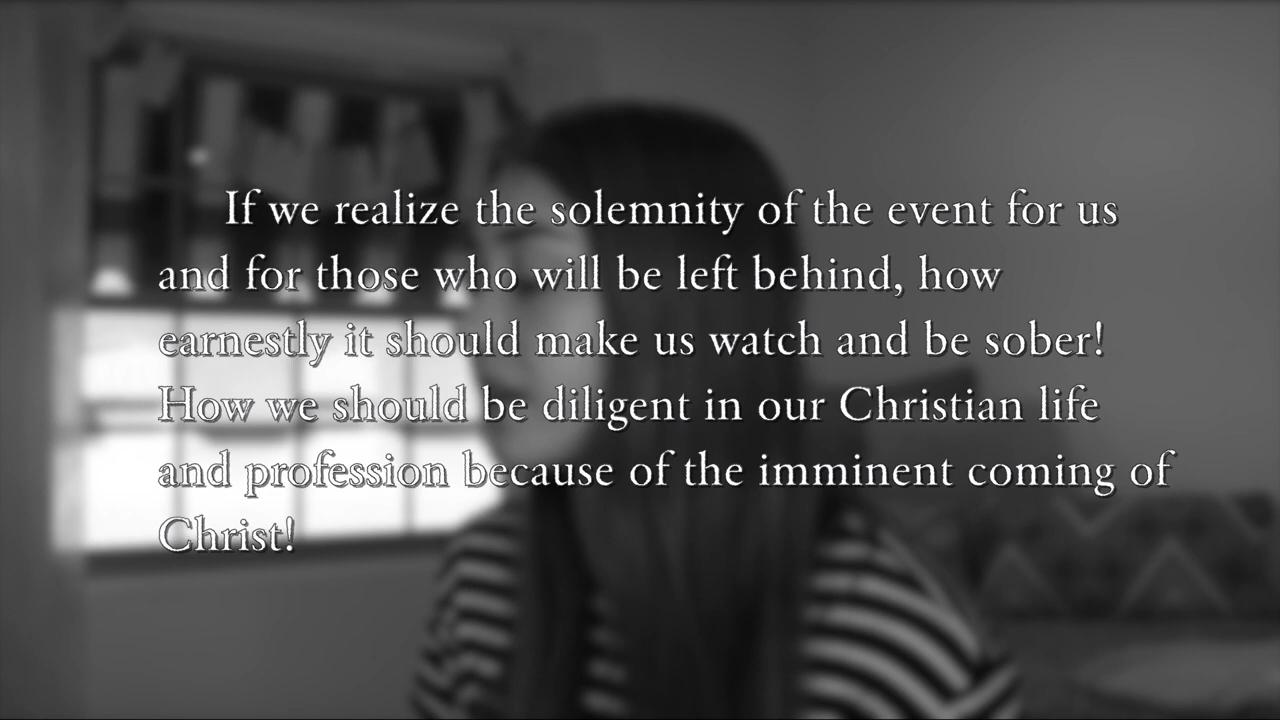 If we realize the solemnity of the event for us
and for those who will be left behind, how
earnestly it should make us watch and be sober!
How we should be diligent in our Christian life
and profession because of the imminent coming of
Christ!